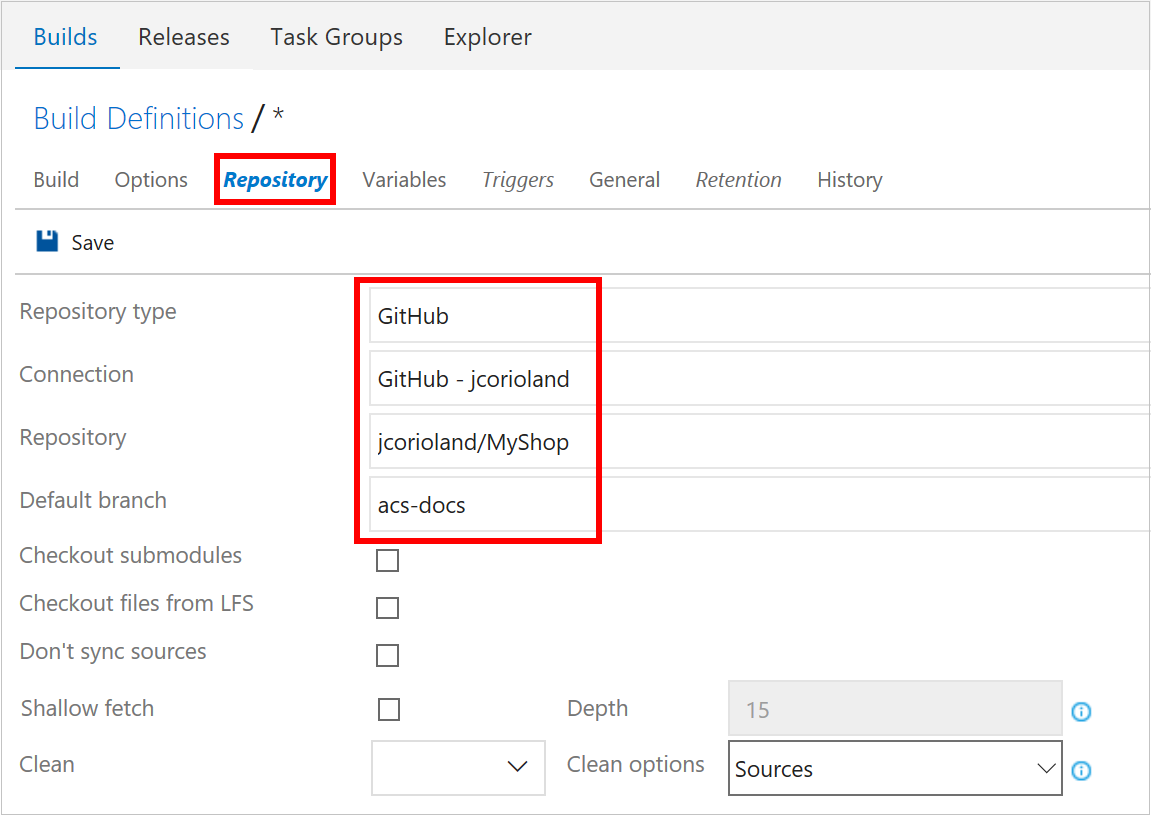 Builds Releases Task Groups Explorer
Build Definitions / *
Build Options Repository Variables Triggers General Retention History
Save
Repository type GitHub
Connection GitHub - jcorioland
Repository jcorioland/MyShop
Default branch acs-docs
Checkout submodules
Checkout files from LFS
Don't sync sources
Shallow fetch Depth 15
Clean Clean options Sources